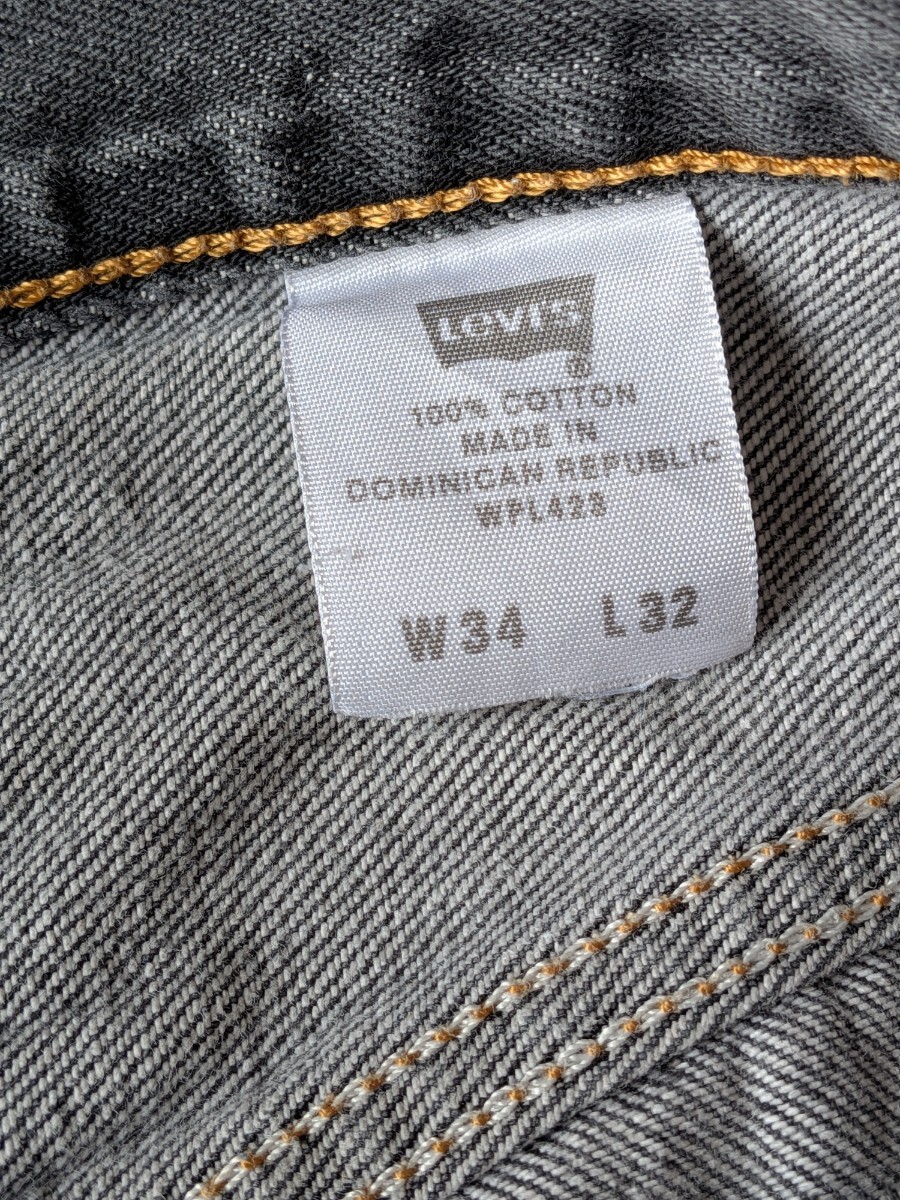 Levi's
®
100% COTTON
MADE IN
DOMINICAN REPUBLIC
WPL423
W34 L32